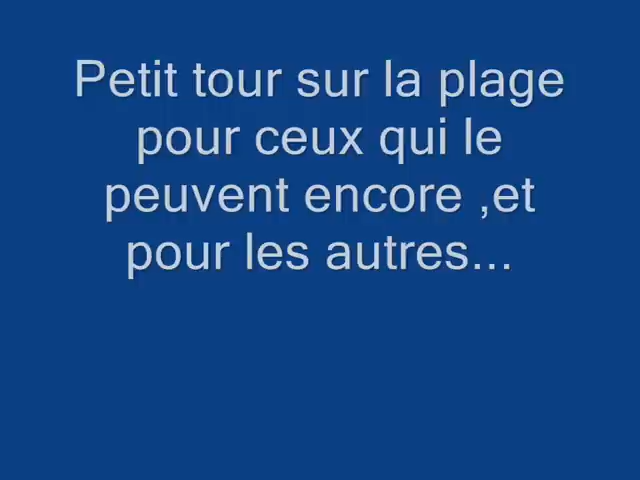 Petit tour sur la plage
pour ceux qui le
peuvent encore ,et
pour les autres...